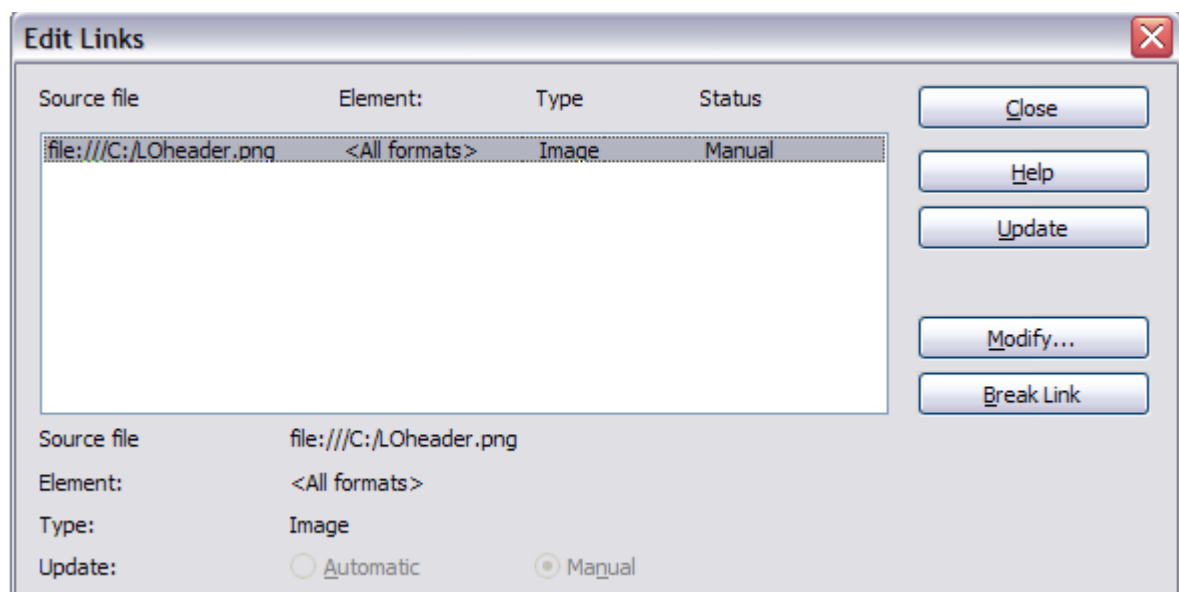 Edit Links
Source file Element: Type Status
file:///C:/LOheader.png <All formats> Image Manual
Close
Help
Update
Modify...
Break Link
Source file file:///C:/LOheader.png
Element: <All formats>
Type: Image
Update: Automatic Manual